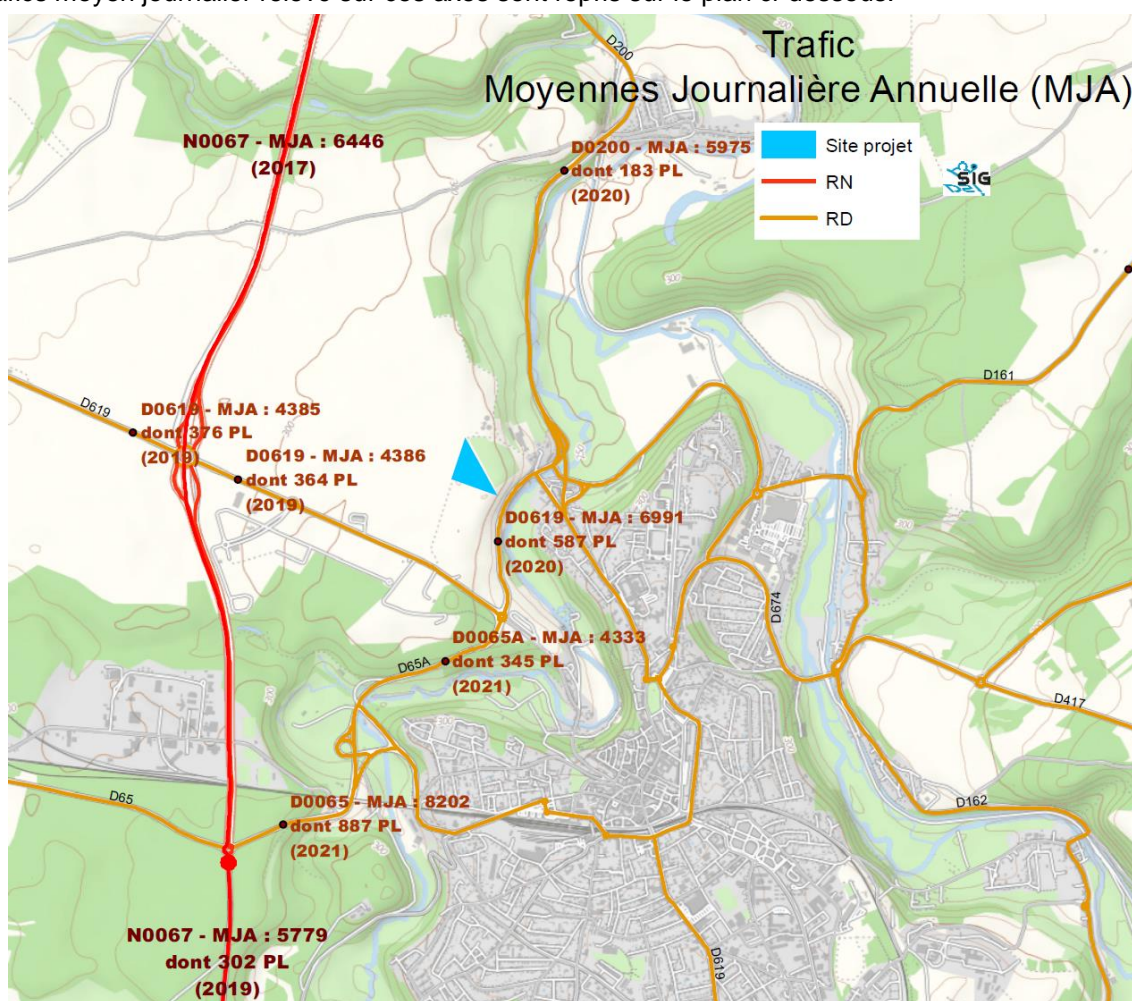 Trafic
Moyennes Journalière Annuelle (MJA)
Site projet
RN
RD
SIG
D200
N0067 - MJA : 6446
(2017)
D0200 - MJA : 5975
dont 183 PL
(2020)
300
D161
D619
D0619 - MJA : 4385
dont 376 PL
(2019)
D0619 - MJA : 4386
dont 364 PL
(2019)
D0619 - MJA : 6991
dont 587 PL
(2020)
D674
D0065A - MJA : 4333
dont 345 PL
(2021)
D65A
D417
D65
D0065 - MJA : 8202
dont 887 PL
(2021)
D162
N0067 - MJA : 5779
dont 302 PL
(2019)
D619